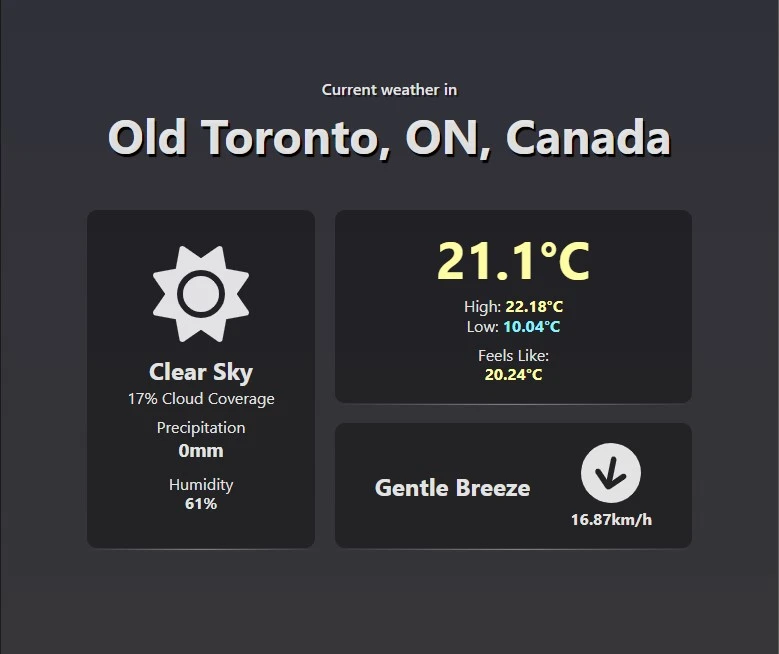 Current weather in
Old Toronto, ON, Canada
Clear Sky
17% Cloud Coverage
Precipitation
0mm
Humidity
61%
21.1°C
High: 22.18°C
Low: 10.04°C
Feels Like:
20.24°C
Gentle Breeze
16.87km/h